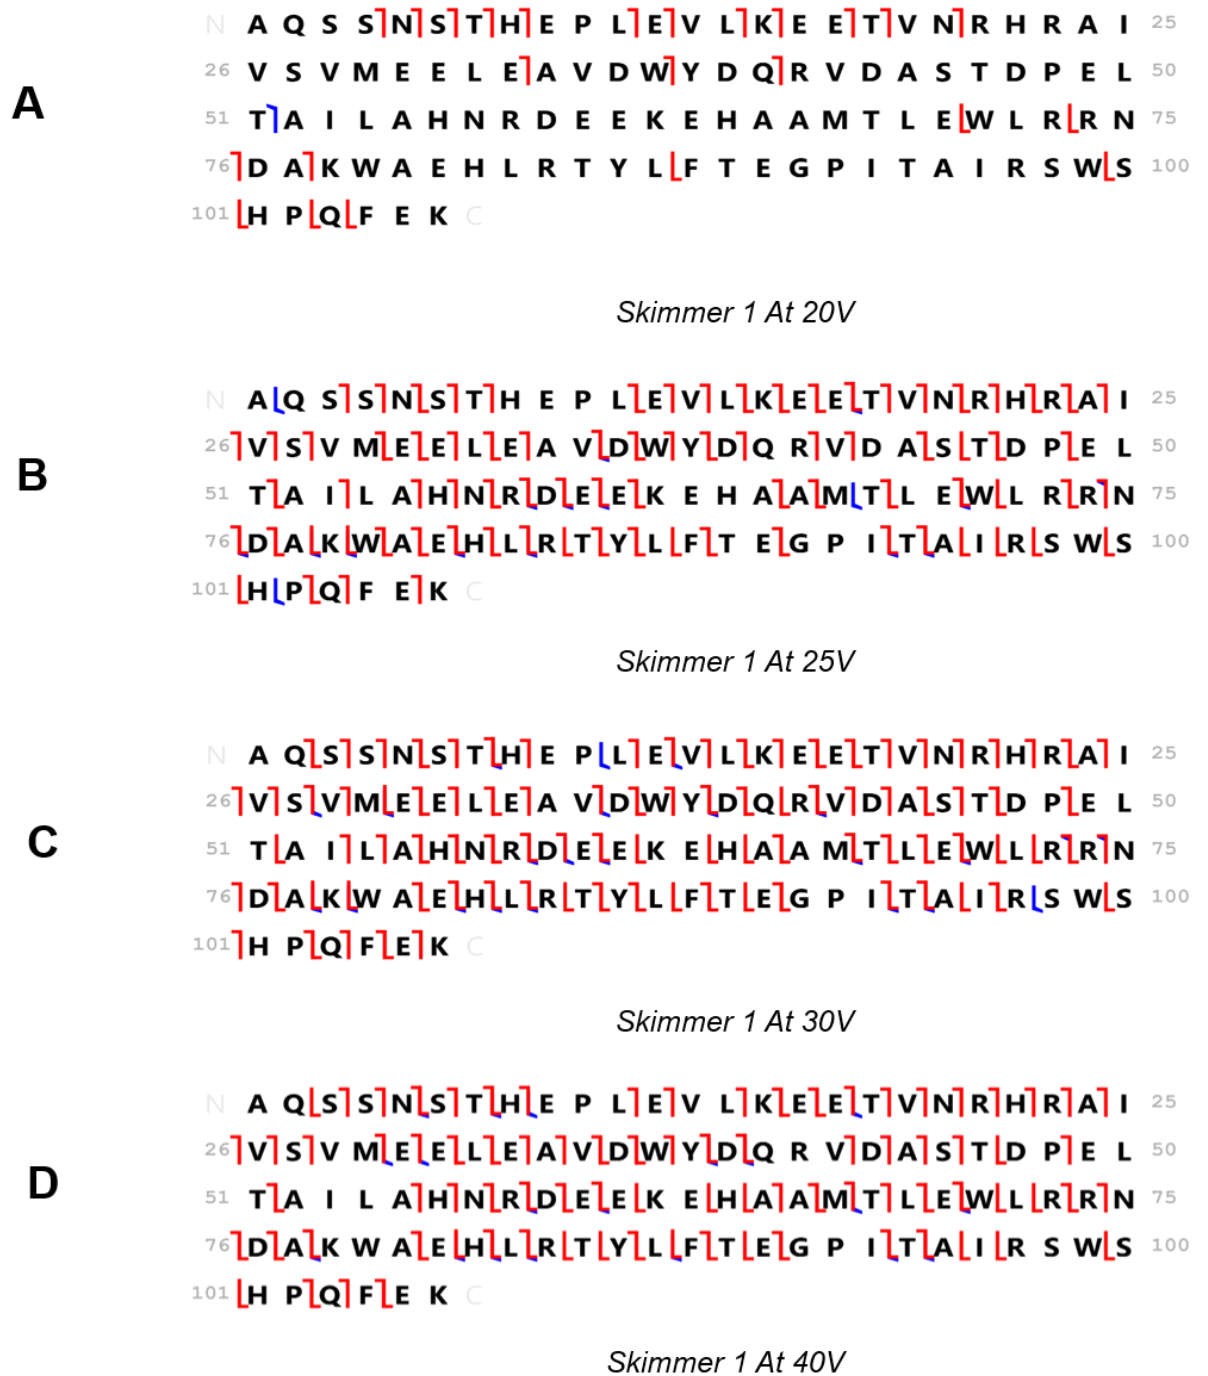 N A Q S S N S T H E P L E V L K E E T V N R H R A I 25
A
26 V S V M E E L E A V D W Y D Q R V D A S T D P E L 50
51 T A I L A H N R D E E K E H A A M T L E W L R R N 75
76 D A K W A E H L R T Y L F T E G P I T A I R S W S 100
101 H P Q F E K C
Skimmer 1 At 20V
N A Q S S N S T H E P L E V L K E E T V N R H R A I 25
B
26 V S V M E E L E A V D W Y D Q R V D A S T D P E L 50
51 T A I L A H N R D E E K E H A A M T L E W L R R N 75
76 D A K W A E H L R T Y L F T E G P I T A I R S W S 100
101 H P Q F E K C
Skimmer 1 At 25V
N A Q S S N S T H E P L E V L K E E T V N R H R A I 25
C
26 V S V M E E L E A V D W Y D Q R V D A S T D P E L 50
51 T A I L A H N R D E E K E H A A M T L E W L R R N 75
76 D A K W A E H L R T Y L F T E G P I T A I R S W S 100
101 H P Q F E K C
Skimmer 1 At 30V
N A Q S S N S T H E P L E V L K E E T V N R H R A I 25
D
26 V S V M E E L E A V D W Y D Q R V D A S T D P E L 50
51 T A I L A H N R D E E K E H A A M T L E W L R R N 75
76 D A K W A E H L R T Y L F T E G P I T A I R S W S 100
101 H P Q F E K C
Skimmer 1 At 40V